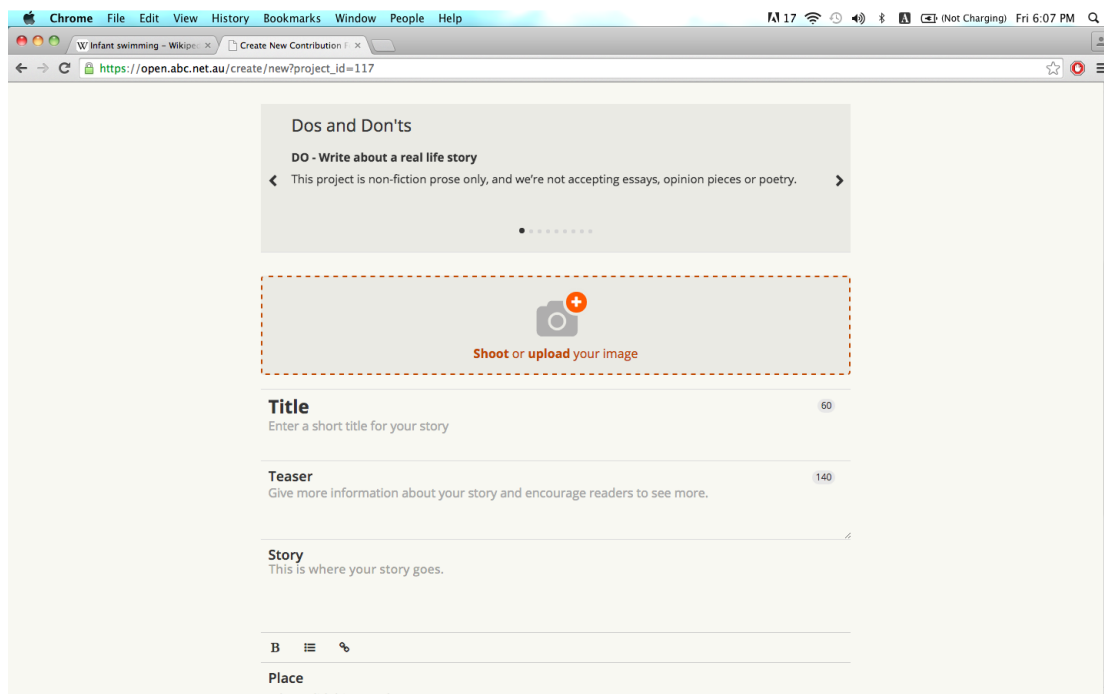 Chrome File Edit View History Bookmarks Window People Help 17 (Not Charging) Fri 6:07 PM
W Infant swimming – Wikiped × Create New Contribution F ×
https://open.abc.net.au/create/new?project_id=117
Dos and Don'ts
DO - Write about a real life story
This project is non-fiction prose only, and we're not accepting essays, opinion pieces or poetry.
Shoot or upload your image
Title 60
Enter a short title for your story
Teaser 140
Give more information about your story and encourage readers to see more.
Story
This is where your story goes.
B
Place